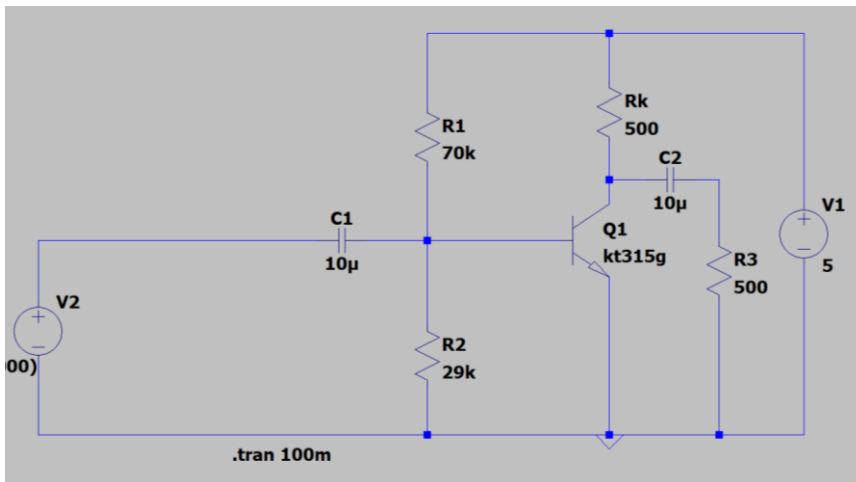 R1
70k
Rk
500
C2
10µ
V1
5
C1
10µ
Q1
kt315g
R3
500
V2
00)
R2
29k
.tran 100m